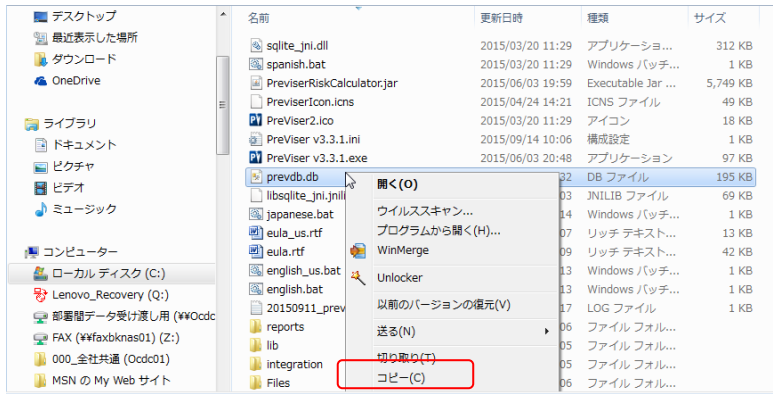 デスクトップ
最近表示した場所
ダウンロード
OneDrive
ライブラリ
ドキュメント
ピクチャ
ビデオ
ミュージック
コンピューター
ローカル ディスク (C:)
Lenovo_Recovery (Q:)
部署間データ受け渡し用 (¥¥Ocdc
FAX (¥¥faxbknas01) (Z:)
000_全社共通 (Ocdc01)
MSN の My Web サイト
名前 更新日時 種類 サイズ
sqlite_jni.dll 2015/03/20 11:29 アプリケーショ... 312 KB
spanish.bat 2015/03/20 11:29 Windows バッチ... 1 KB
PreviserRiskCalculator.jar 2015/06/03 19:59 Executable Jar ... 5,749 KB
PreviserIcon.icns 2015/04/24 14:21 ICNS ファイル 49 KB
PreViser2.ico 2015/03/20 11:29 アイコン 18 KB
PreViser v3.3.1.ini 2015/09/14 10:06 構成設定 1 KB
PreViser v3.3.1.exe 2015/06/03 20:48 アプリケーション 97 KB
prevdb.db 32 DB ファイル 195 KB
libsqlite_jni.jnili 03 JNILIB ファイル 69 KB
japanese.bat 14 Windows バッチ... 1 KB
eula_us.rtf 07 リッチ テキスト... 13 KB
eula.rtf 09 リッチ テキスト... 42 KB
english_us.bat 13 Windows バッチ... 1 KB
english.bat 13 Windows バッチ... 1 KB
20150911_prev 17 LOG ファイル 1 KB
reports 06 ファイル フォル...
lib 05 ファイル フォル...
integration 05 ファイル フォル...
Files 06 ファイル フォル...
開く(O)
ウイルススキャン...
プログラムから開く(H)...
WinMerge
Unlocker
以前のバージョンの復元(V)
送る(N)
切り取り(T)
コピー(C)